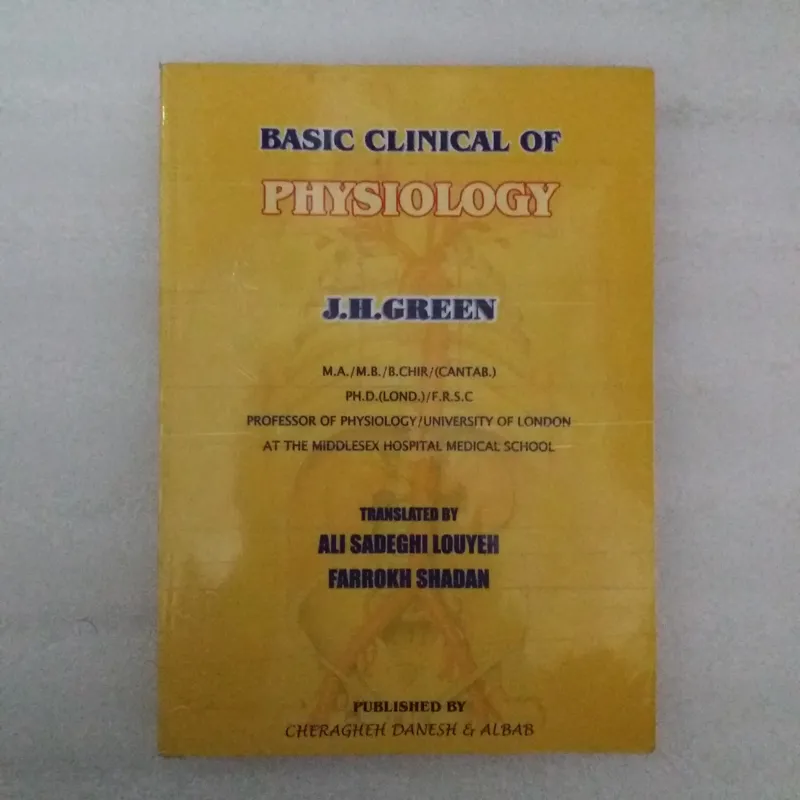 BASIC CLINICAL OF
PHYSIOLOGY
J.H.GREEN
M.A./M.B./B.CHIR/(CANTAB.)
PH.D.(LOND.)/F.R.S.C
PROFESSOR OF PHYSIOLOGY/UNIVERSITY OF LONDON
AT THE MIDDLESEX HOSPITAL MEDICAL SCHOOL
TRANSLATED BY
ALI SADEGHI LOUYEH
FARROKH SHADAN
PUBLISHED BY
CHERAGHEH DANESH & ALBAB